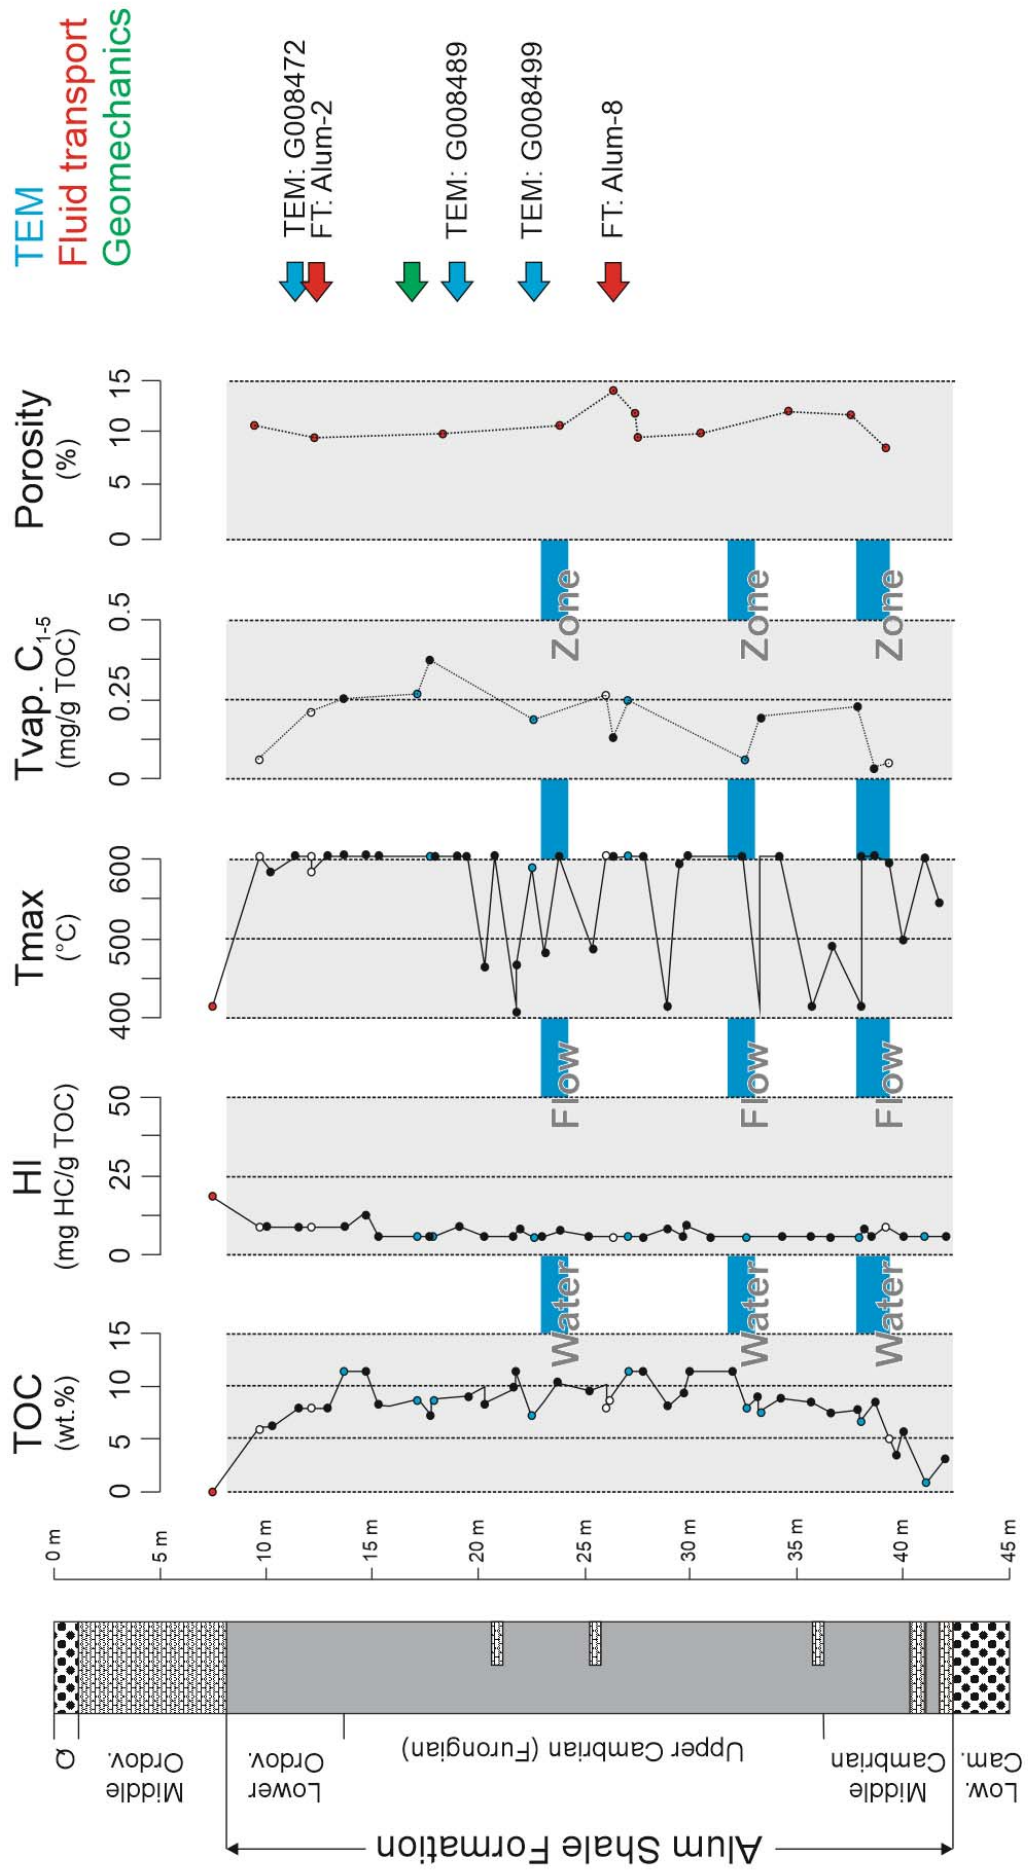 TEM
Fluid transport
Geomechanics
TEM: G008472
FT: Alum-2
TEM: G008489
TEM: G008499
FT: Alum-8
Porosity
(%)
0 5 10 15
Tvap. C1-5
(mg/g TOC)
0 0.25 0.5
Tmax
(°C)
400 500 600
HI
(mg HC/g TOC)
0 25 50
TOC
(wt.%)
0 5 10 15
Water Flow Zone
Water Flow Zone
Water Flow Zone
0 m
5 m
10 m
15 m
20 m
25 m
30 m
35 m
40 m
45 m
Q
Middle
Ordov.
Lower
Ordov.
Upper Cambrian (Furongian)
Middle
Cambrian
Low.
Cam.
Alum Shale Formation